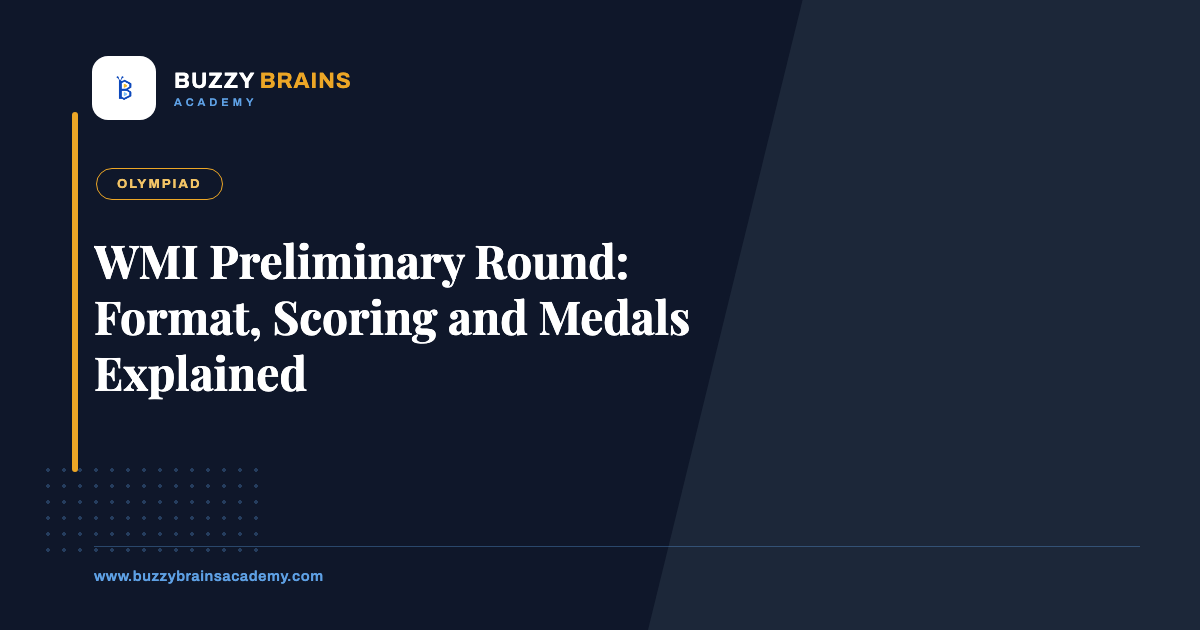 BUZZY BRAINS
ACADEMY
OLYMPIAD
WMI Preliminary Round:
Format, Scoring and Medals
Explained
www.buzzybrainsacademy.com